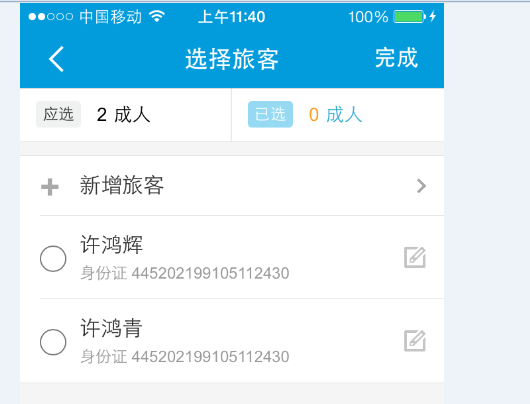 中国移动 上午11:40 100%
选择旅客 完成
应选 2 成人 已选 0 成人
新增旅客
许鸿辉
身份证 445202199105112430
许鸿青
身份证 445202199105112430